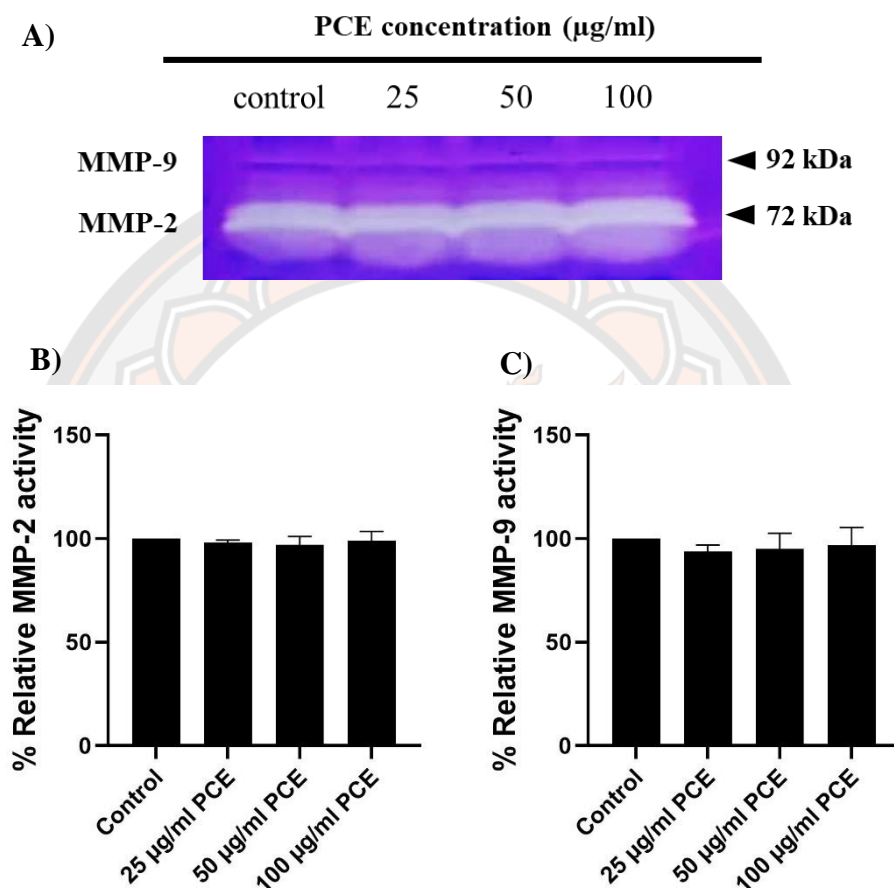 A)
PCE concentration (µg/ml)
control 25 50 100
MMP-9
92 kDa
MMP-2
72 kDa
B)
% Relative MMP-2 activity
150
100
50
0
Control
25 µg/ml PCE
50 µg/ml PCE
100 µg/ml PCE
C)
% Relative MMP-9 activity
150
100
50
0
Control
25 µg/ml PCE
50 µg/ml PCE
100 µg/ml PCE